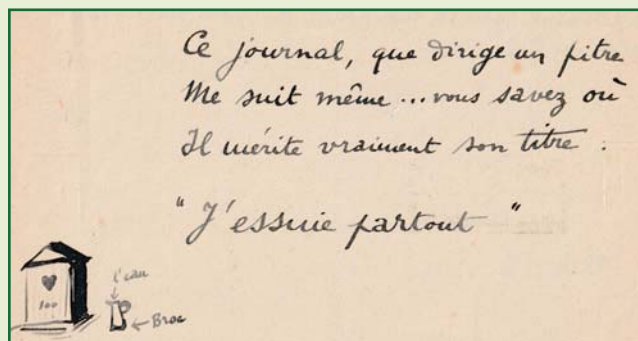 Ce journal, que dirige un pitre
Me suit même ... vous savez où
Il mérite vraiment son titre :
"J'essuie partout"
l'eau
100
← Broc